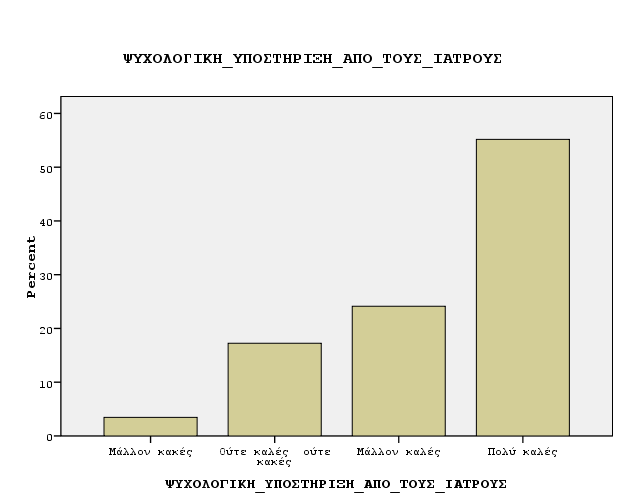 ΨΥΧΟΛΟΓΙΚΗ_ΥΠΟΣΤΗΡΙΞΗ_ΑΠΟ_ΤΟΥΣ_ΙΑΤΡΟΥΣ
60
50
40
30
20
10
0
Percent
Μάλλον κακές
Ούτε καλές ούτε
κακές
Μάλλον καλές
Πολύ καλές
ΨΥΧΟΛΟΓΙΚΗ_ΥΠΟΣΤΗΡΙΞΗ_ΑΠΟ_ΤΟΥΣ_ΙΑΤΡΟΥΣ